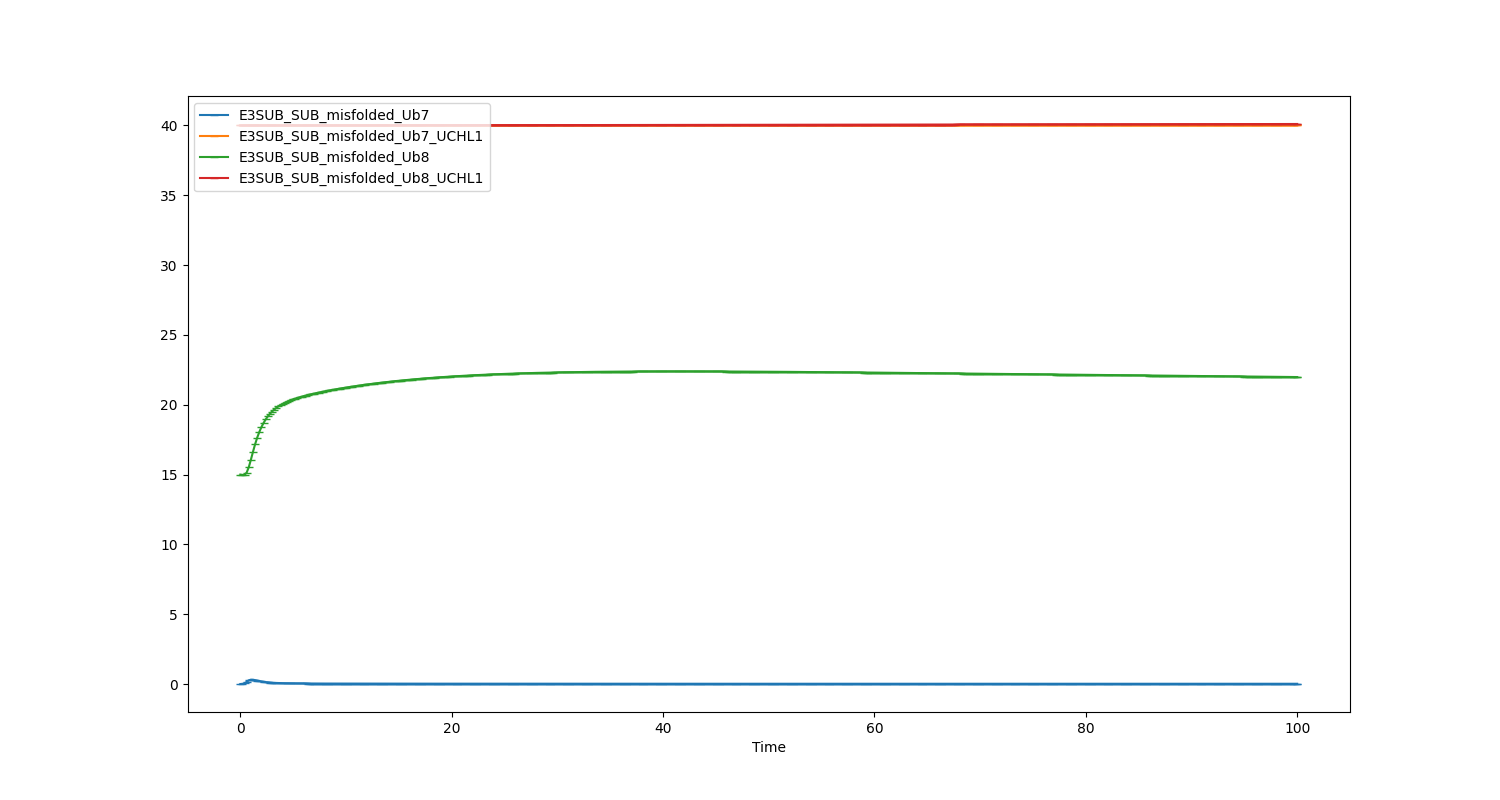 E3SUB_SUB_misfolded_Ub7
E3SUB_SUB_misfolded_Ub7_UCHL1
E3SUB_SUB_misfolded_Ub8
E3SUB_SUB_misfolded_Ub8_UCHL1
40
35
30
25
20
15
10
5
0
0 20 40 60 80 100
Time